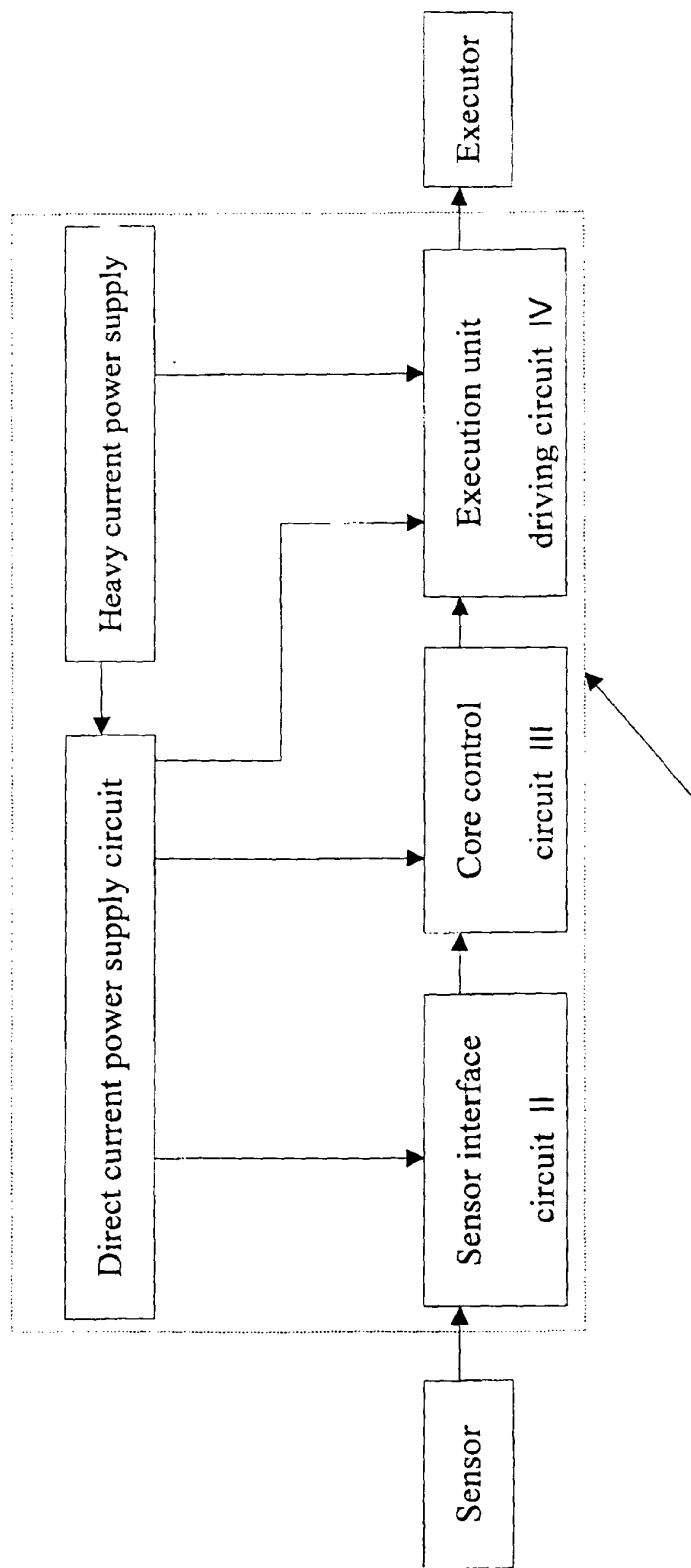 Direct current power supply circuit
Heavy current power supply
Sensor
Sensor interface
circuit II
Core control
circuit III
Execution unit
driving circuit IV
Executor